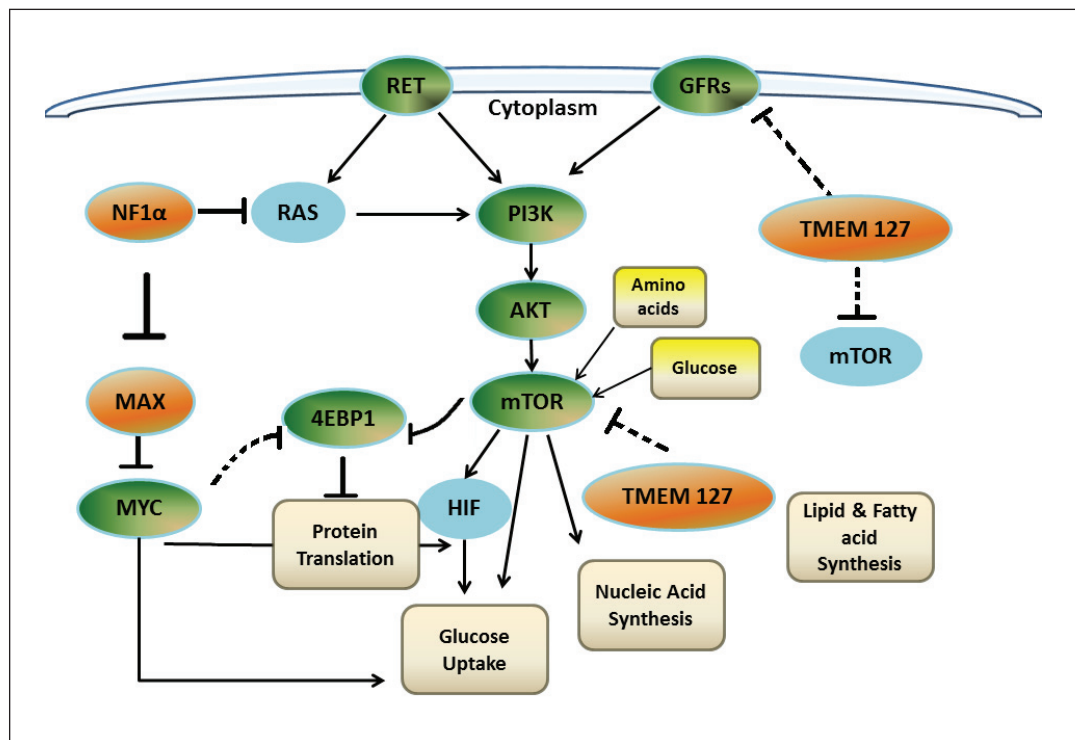 RET
GFRs
Cytoplasm
NF1α
RAS
PI3K
TMEM 127
AKT
Amino
acids
mTOR
Glucose
MAX
4EBP1
mTOR
TMEM 127
MYC
HIF
Protein
Translation
Lipid & Fatty
acid
Synthesis
Nucleic Acid
Synthesis
Glucose
Uptake